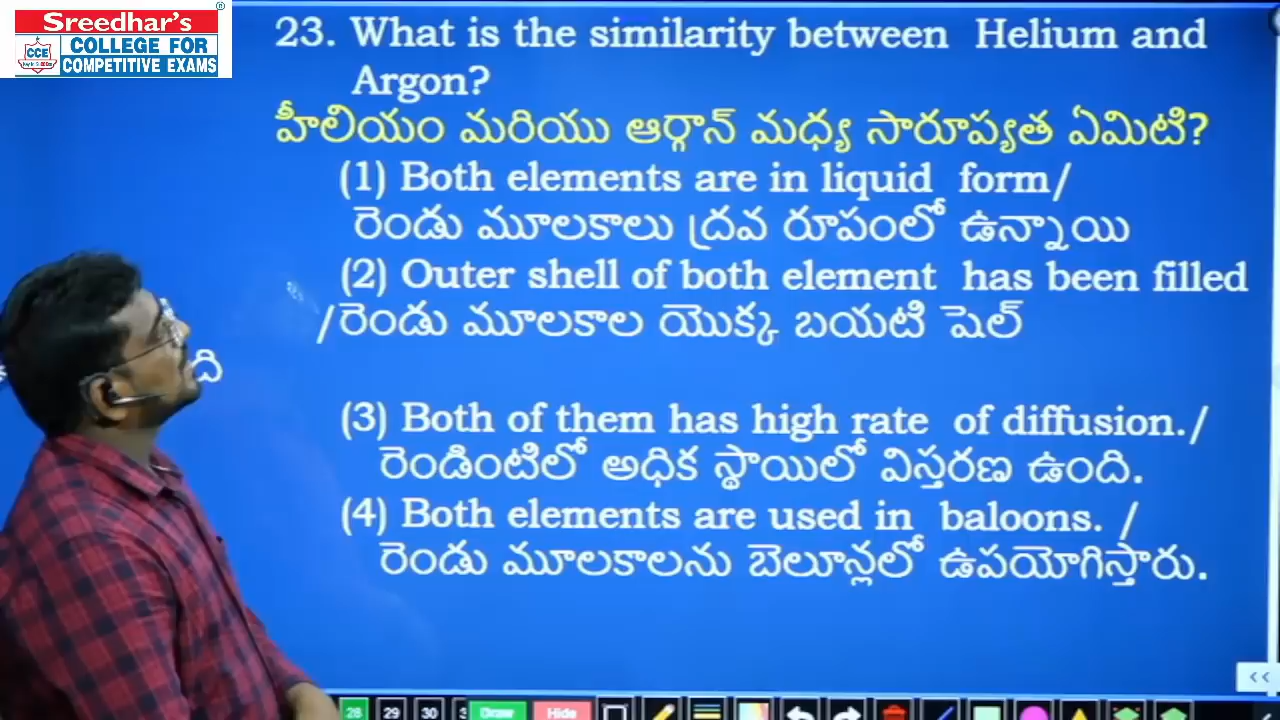 Sreedhar's
CCE
COLLEGE FOR
COMPETITIVE EXAMS
23. What is the similarity between Helium and
Argon?
హీలియం మరియు ఆర్గాన్ మధ్య సారూప్యత ఏమిటి?
(1) Both elements are in liquid form/
రెండు మూలకాలు ద్రవ రూపంలో ఉన్నాయి
(2) Outer shell of both element has been filled
/రెండు మూలకాల యొక్క బయటి షెల్
ది
(3) Both of them has high rate of diffusion./
రెండింటిలో అధిక స్థాయిలో విస్తరణ ఉంది.
(4) Both elements are used in baloons. /
రెండు మూలకాలను బెలూన్లలో ఉపయోగిస్తారు.
28 29 30 Draw Hide